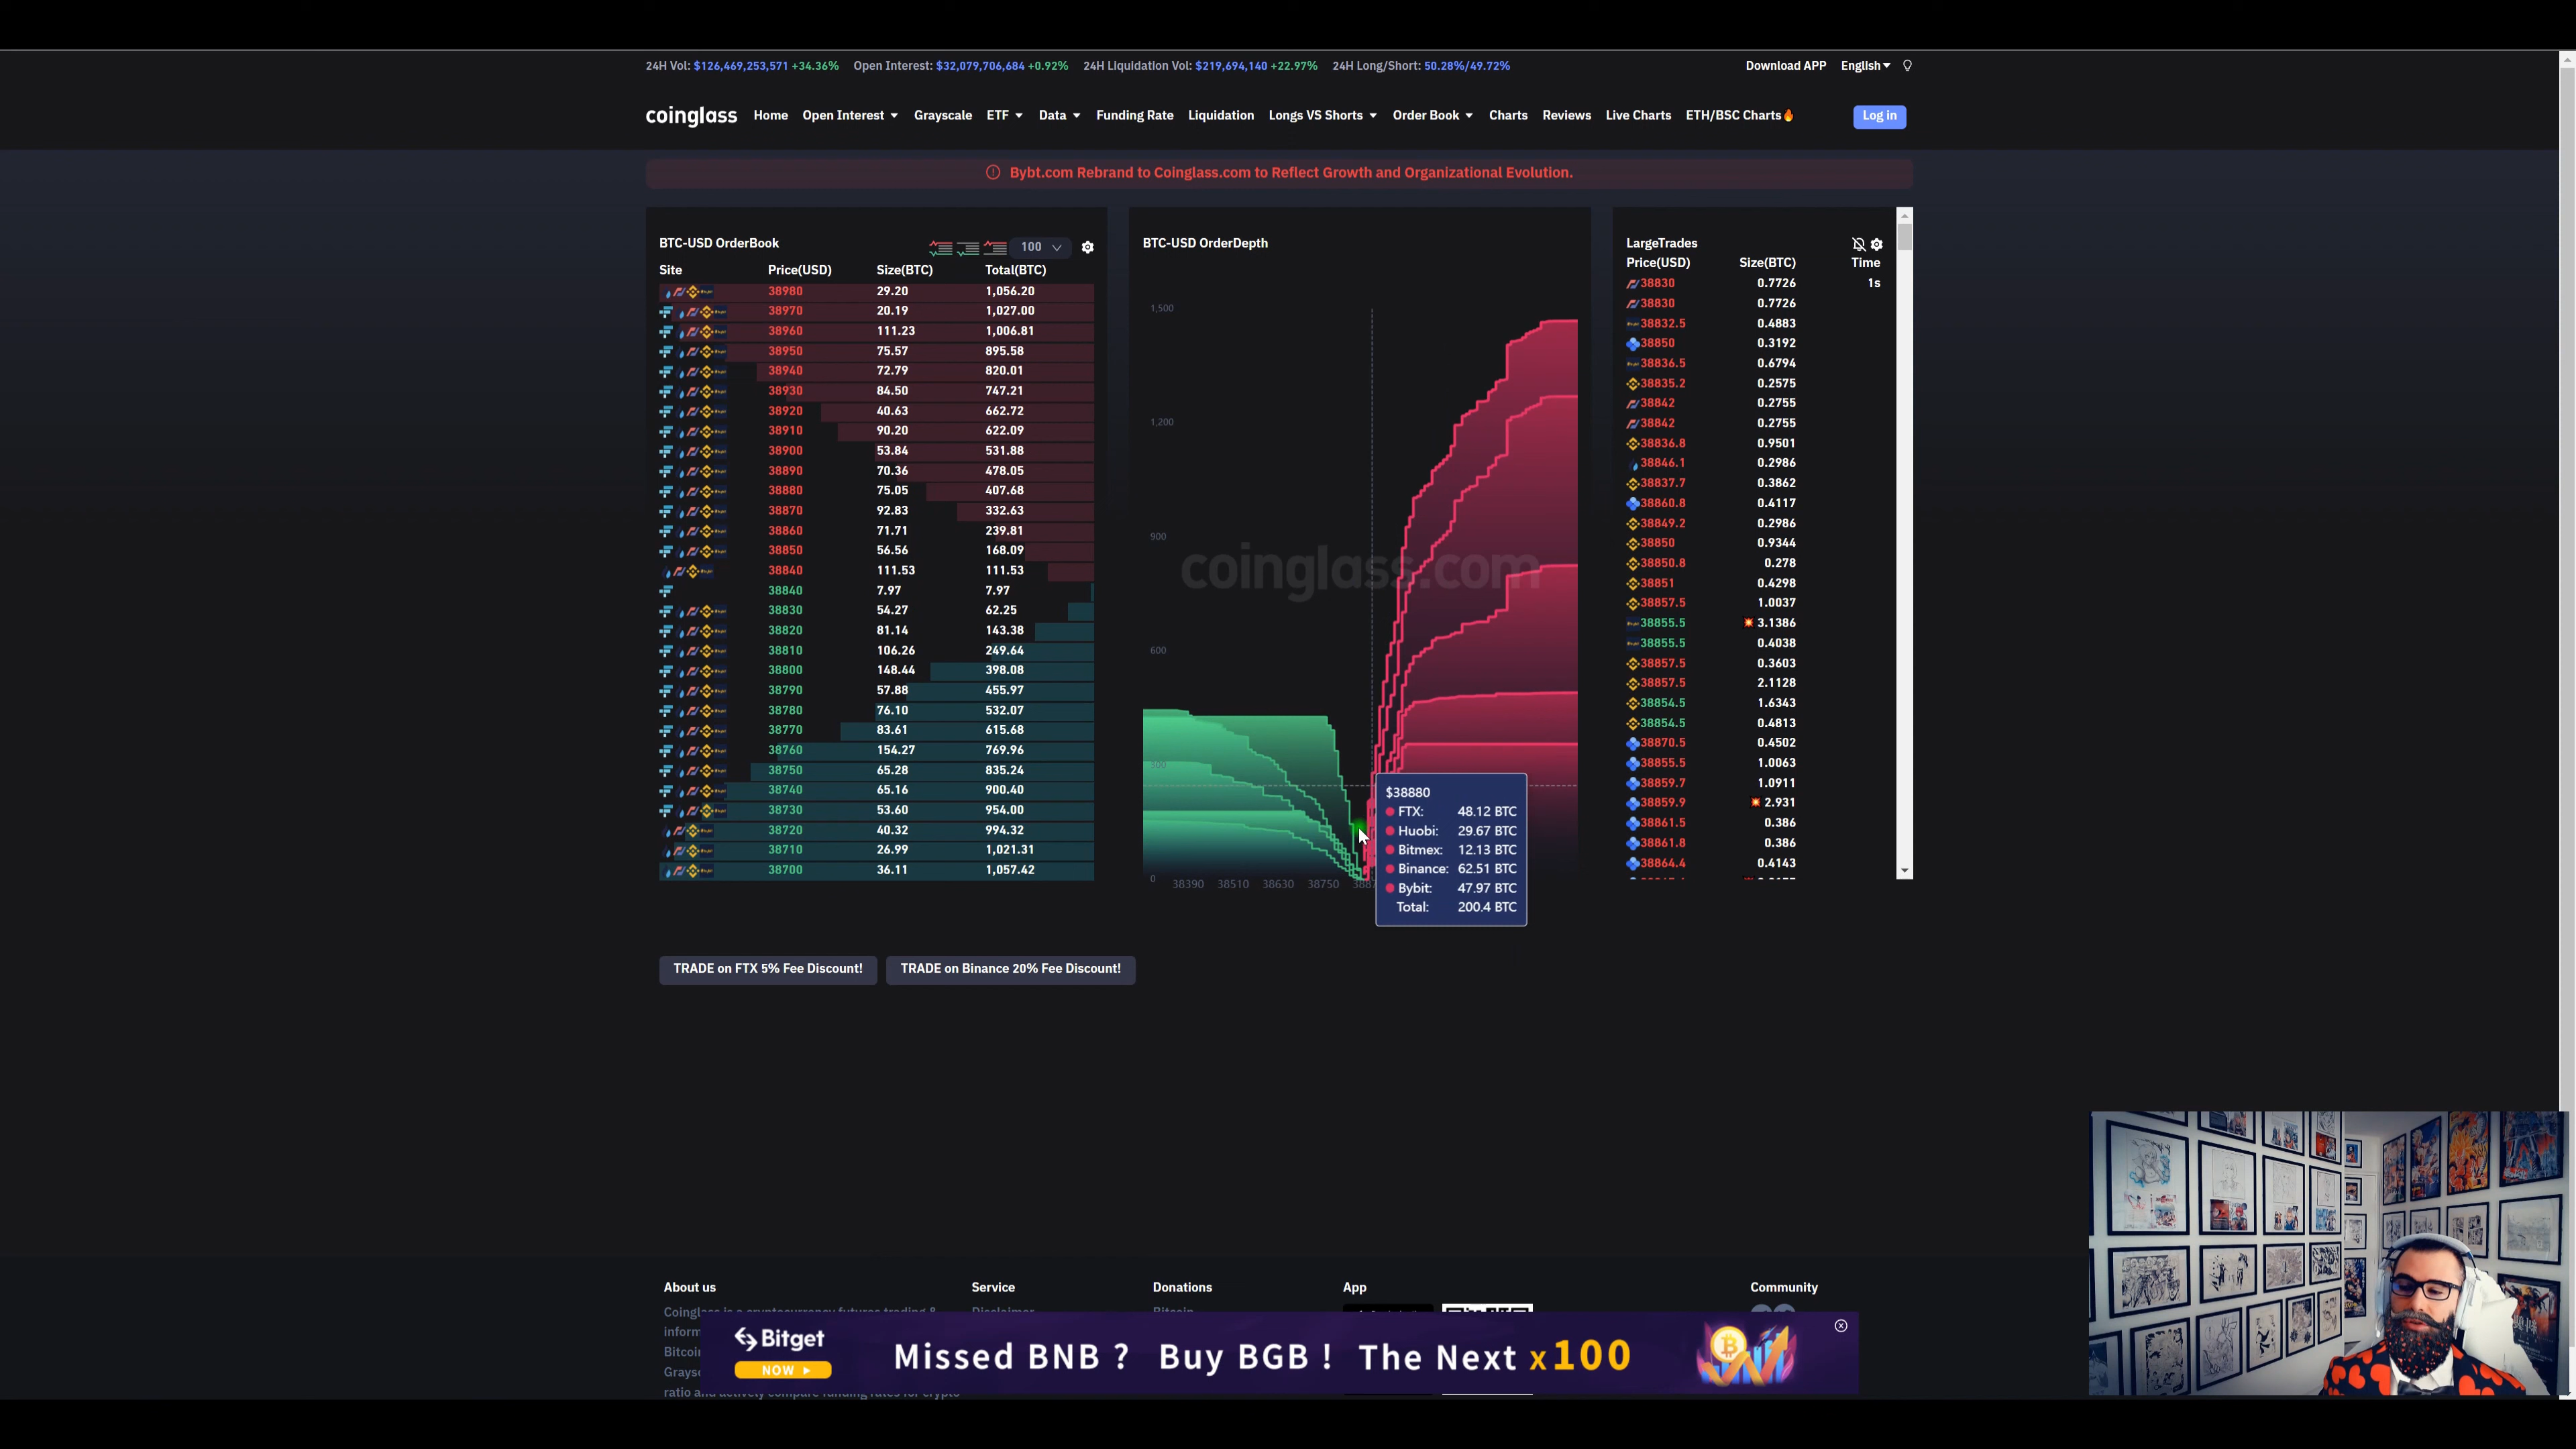 24H Vol: $126,469,253,571 +34.36% Open Interest: $32,079,706,684 +0.92% 24H Liquidation Vol: $219,694,140 +22.97% 24H Long/Short: 50.28%/49.72% Download APP English
coinglass Home Open Interest Grayscale ETF Data Funding Rate Liquidation Longs VS Shorts Order Book Charts Reviews Live Charts ETH/BSC Charts Log in
Bybt.com Rebrand to Coinglass.com to Reflect Growth and Organizational Evolution.
BTC-USD OrderBook 100
Site Price(USD) Size(BTC) Total(BTC)
38980 29.20 1,056.20
38970 20.19 1,027.00
38960 111.23 1,006.81
38950 75.57 895.58
38940 72.79 820.01
38930 84.50 747.21
38920 40.63 662.72
38910 90.20 622.09
38900 53.84 531.88
38890 70.36 478.05
38880 75.05 407.68
38870 92.83 332.63
38860 71.71 239.81
38850 56.56 168.09
38840 111.53 111.53
38840 7.97 7.97
38830 54.27 62.25
38820 81.14 143.38
38810 106.26 249.64
38800 148.44 398.08
38790 57.88 455.97
38780 76.10 532.07
38770 83.61 615.68
38760 154.27 769.96
38750 65.28 835.24
38740 65.16 900.40
38730 53.60 954.00
38720 40.32 994.32
38710 26.99 1,021.31
38700 36.11 1,057.42
BTC-USD OrderDepth
1,500
1,200
900
600
300
0
38390 38510 38630 38750
coinglass.com
$38880
FTX: 48.12 BTC
Huobi: 29.67 BTC
Bitmex: 12.13 BTC
Binance: 62.51 BTC
Bybit: 47.97 BTC
Total: 200.4 BTC
LargeTrades
Price(USD) Size(BTC) Time
38830 0.7726 1s
38830 0.7726
38832.5 0.4883
38850 0.3192
38836.5 0.6794
38835.2 0.2575
38842 0.2755
38842 0.2755
38836.8 0.9501
38846.1 0.2986
38837.7 0.3862
38860.8 0.4117
38849.2 0.2986
38850 0.9344
38850.8 0.278
38851 0.4298
38857.5 1.0037
38855.5 3.1386
38855.5 0.4038
38857.5 0.3603
38857.5 2.1128
38854.5 1.6343
38854.5 0.4813
38870.5 0.4502
38855.5 1.0063
38859.7 1.0911
38859.9 2.931
38861.5 0.386
38861.8 0.386
38864.4 0.4143
TRADE on FTX 5% Fee Discount! TRADE on Binance 20% Fee Discount!
About us Service Donations App Community
Bitget
NOW
Missed BNB ? Buy BGB ! The Next x100
ratio and actively compare funding rates for crypto